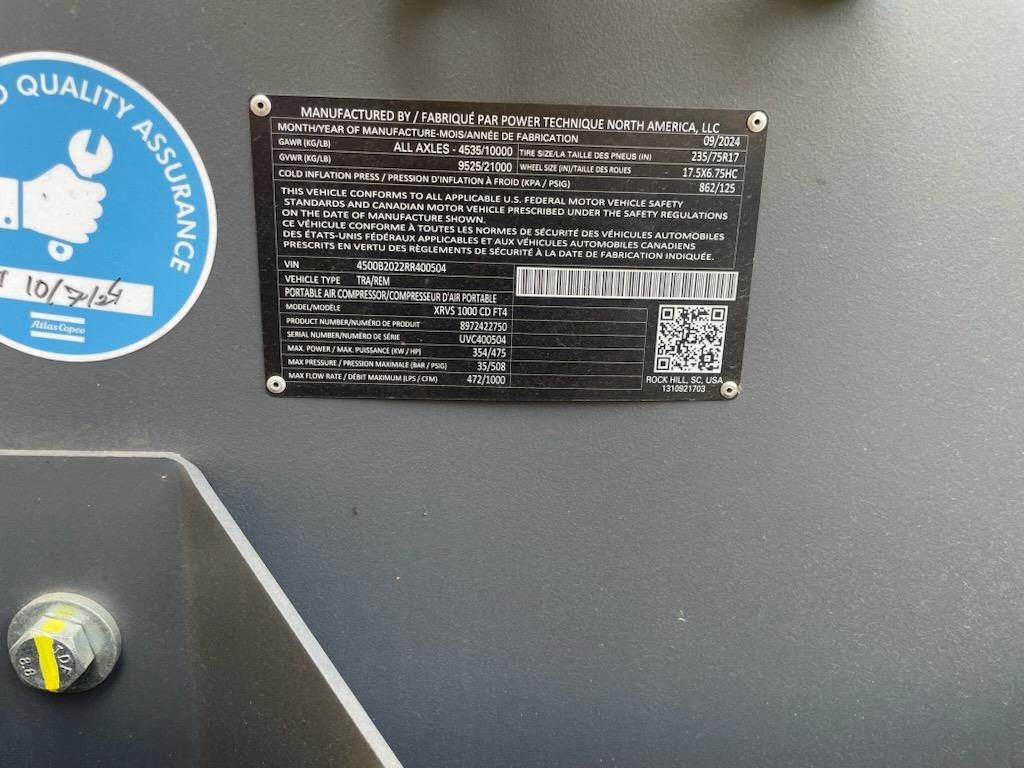 QUALITY ASSURANCE
10/7/24
Atlas Copco
MANUFACTURED BY / FABRIQUÉ PAR POWER TECHNIQUE NORTH AMERICA, LLC
MONTH/YEAR OF MANUFACTURE-MOIS/ANNÉE DE FABRICATION 09/2024
GAWR (KG/LB) ALL AXLES - 4535/10000 TIRE SIZE/LA TAILLE DES PNEUS (IN) 235/75R17
GVWR (KG/LB) 9525/21000 WHEEL SIZE (IN)/TAILLE DES ROUES 17.5X6.75HC
COLD INFLATION PRESS / PRESSION D'INFLATION À FROID (KPA / PSIG) 862/125
THIS VEHICLE CONFORMS TO ALL APPLICABLE U.S. FEDERAL MOTOR VEHICLE SAFETY
STANDARDS AND CANADIAN MOTOR VEHICLE PRESCRIBED UNDER THE SAFETY REGULATIONS
ON THE DATE OF MANUFACTURE SHOWN.
CE VÉHICULE CONFORME À TOUTES LES NORMES DE SÉCURITÉ DES VÉHICULES AUTOMOBILES
DES ÉTATS-UNIS FÉDÉRAUX APPLICABLES ET AUX VÉHICULES AUTOMOBILES CANADIENS
PRESCRITS EN VERTU DES RÈGLEMENTS DE SÉCURITÉ À LA DATE DE FABRICATION INDIQUÉE.
VIN 4500B2022RR400504
VEHICLE TYPE TRA/REM
PORTABLE AIR COMPRESSOR/COMPRESSEUR D'AIR PORTABLE
MODEL/MODÈLE XRVS 1000 CD FT4
PRODUCT NUMBER/NUMÉRO DE PRODUIT 8972422750
SERIAL NUMBER/NUMÉRO DE SÉRIE UVC400504
MAX. POWER / MAX. PUISSANCE (KW / HP) 354/475
MAX PRESSURE / PRESSION MAXIMALE (BAR / PSIG) 35/508
MAX FLOW RATE / DÉBIT MAXIMUM (LPS / CFM) 472/1000
ROCK HILL, SC, USA
1310921703
8.8